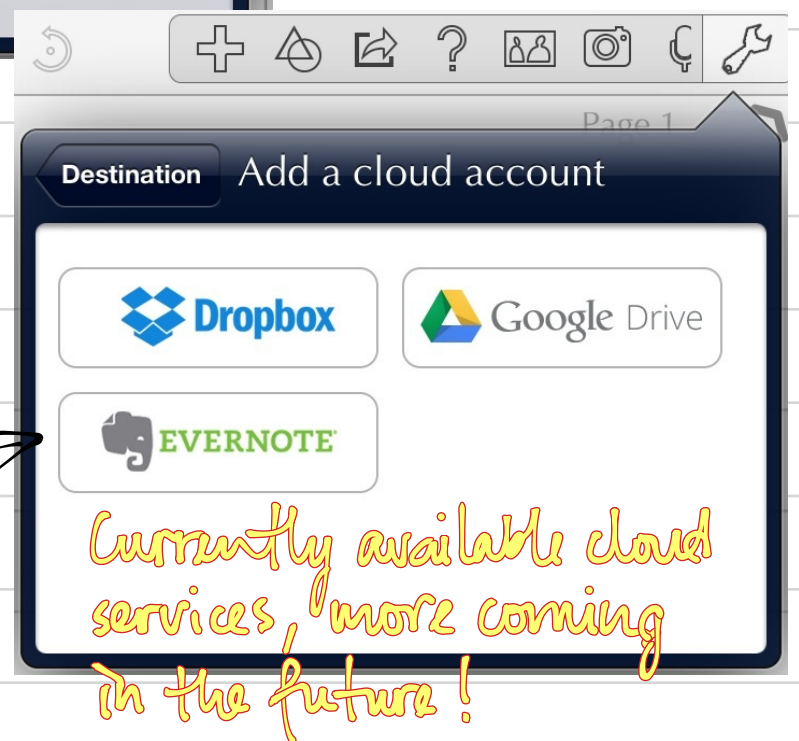 Page 1
Destination Add a cloud account
Dropbox Google Drive
EVERNOTE
Currently available cloud
services, more coming
in the future!